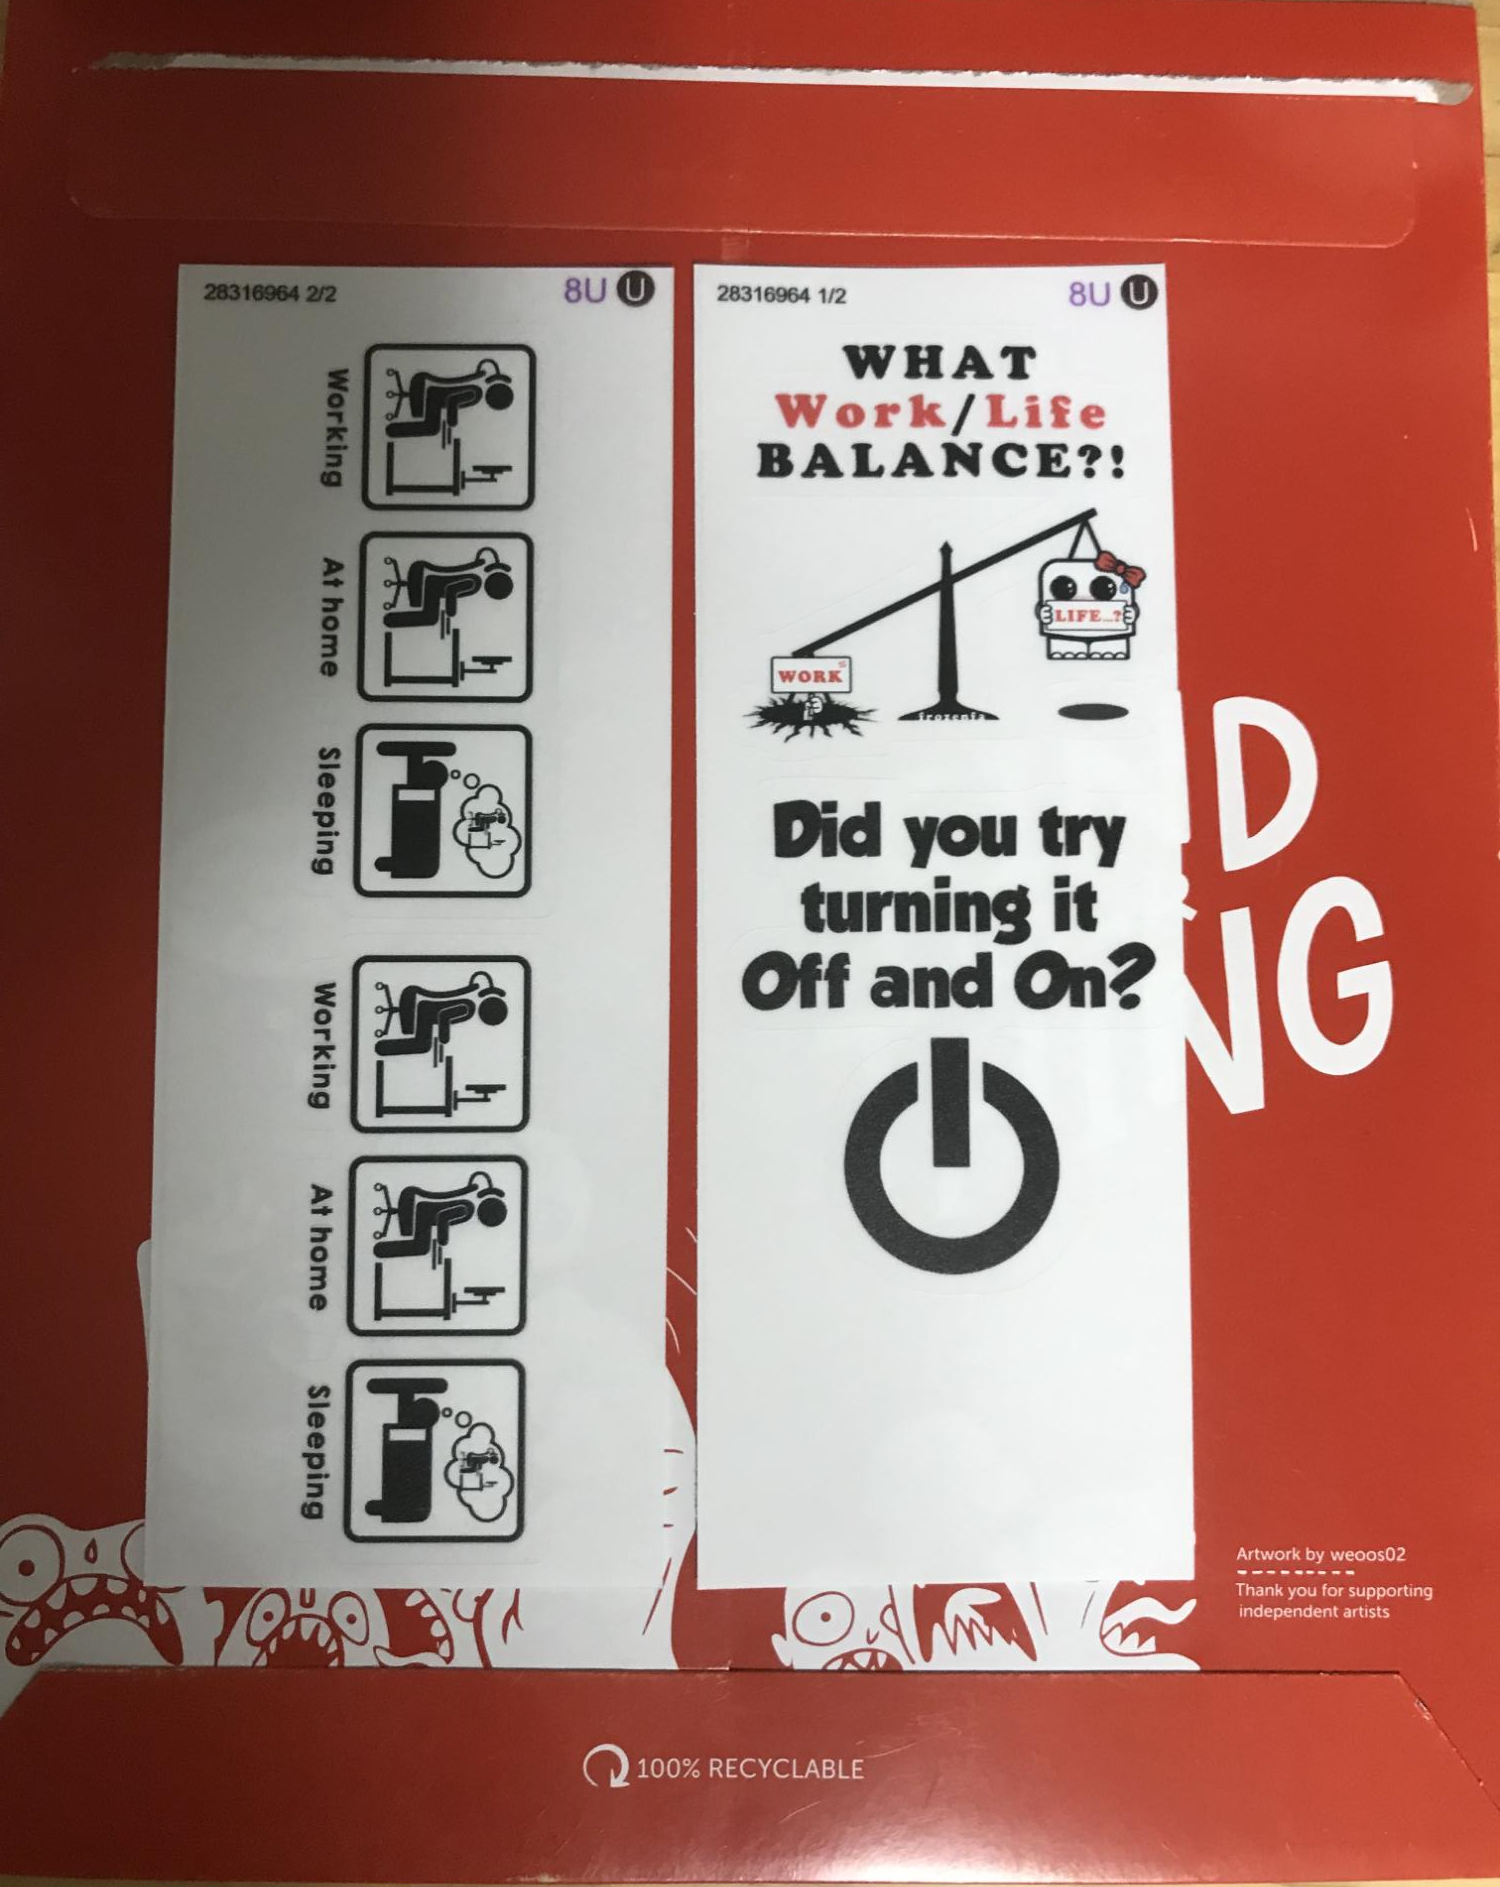 28316964 2/2
8U U
Working
At home
Sleeping
Working
At home
Sleeping
28316964 1/2
8U U
WHAT
Work/Life
BALANCE?!
LIFE...?
WORK
Did you try
turning it
Off and On?
D
NG
Artwork by weoos02
Thank you for supporting
independent artists
100% RECYCLABLE